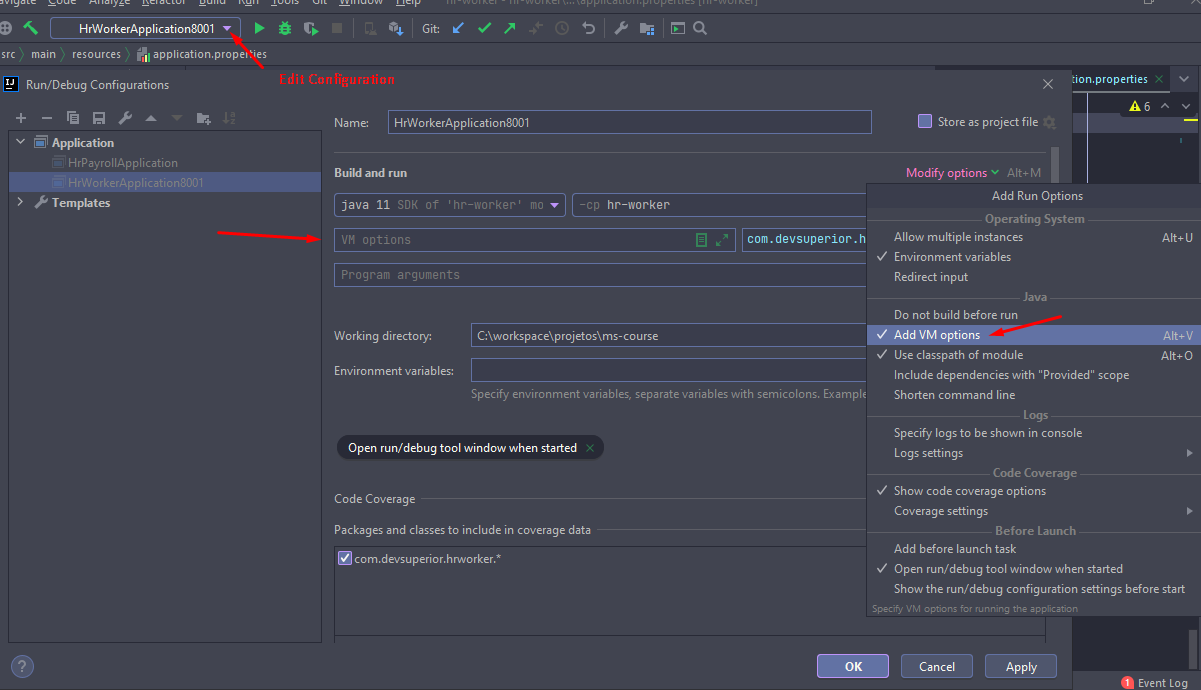 avigate Code Analyze Refactor Build Run Tools Git Window Help hr-worker - hr-worker\...\application.properties [hr-worker]
HrWorkerApplication8001 Git:
src main resources application.properties
Edit Configuration
Run/Debug Configurations
tion.properties
6
Name: HrWorkerApplication8001 Store as project file
Application
HrPayrollApplication
HrWorkerApplication8001
Templates
Build and run Modify options Alt+M
java 11 SDK of 'hr-worker' mo -cp hr-worker
VM options com.devsuperior.h
Program arguments
Working directory: C:\workspace\projetos\ms-course
Environment variables:
Specify environment variables, separate variables with semicolons. Example
Open run/debug tool window when started
Code Coverage
Packages and classes to include in coverage data
com.devsuperior.hrworker.*
Add Run Options
Operating System
Allow multiple instances Alt+U
Environment variables
Redirect input
Java
Do not build before run
Add VM options Alt+V
Use classpath of module Alt+O
Include dependencies with "Provided" scope
Shorten command line
Logs
Specify logs to be shown in console
Logs settings
Code Coverage
Show code coverage options
Coverage settings
Before Launch
Add before launch task
Open run/debug tool window when started
Show the run/debug configuration settings before start
Specify VM options for running the application
? OK Cancel Apply
1 Event Log